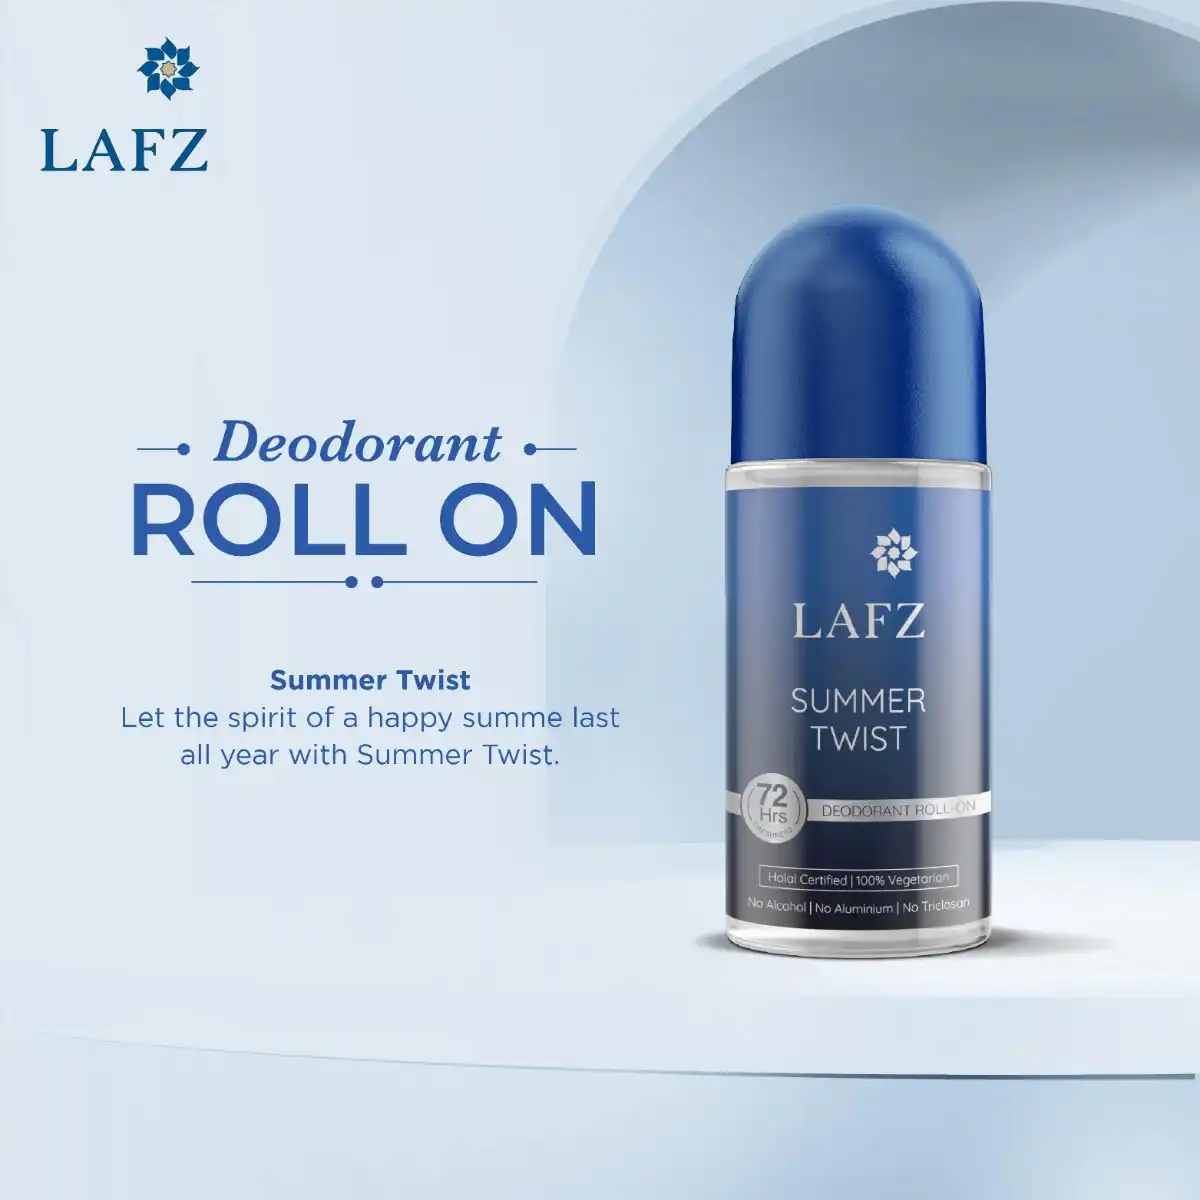 LAFZ
Deodorant
ROLL ON
Summer Twist
Let the spirit of a happy summe last
all year with Summer Twist.
LAFZ
SUMMER
TWIST
72
Hrs
FRESHNESS
DEODORANT ROLL-ON
Halal Certified | 100% Vegetarian
No Alcohol | No Aluminium | No Triclosan